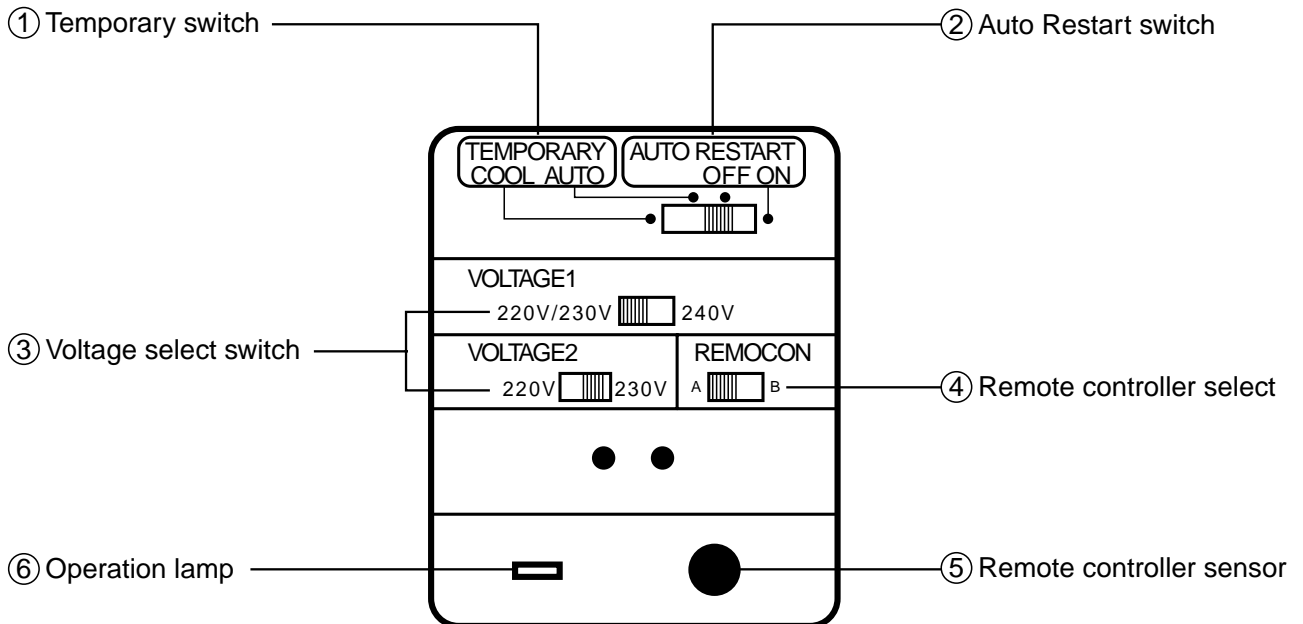 ① Temporary switch
② Auto Restart switch
TEMPORARY
COOL AUTO
AUTO RESTART
OFF ON
VOLTAGE1
220V/230V 240V
③ Voltage select switch
VOLTAGE2
220V 230V
REMOCON
A B
④ Remote controller select
⑥ Operation lamp
⑤ Remote controller sensor